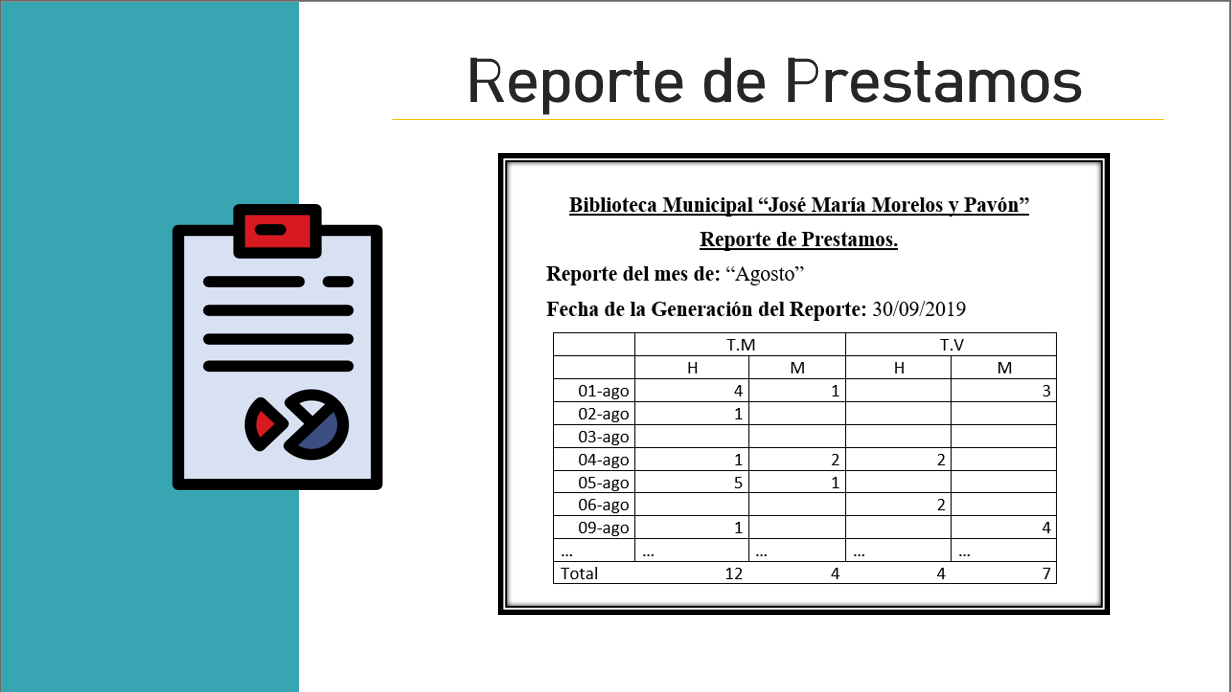 Reporte de Prestamos
Biblioteca Municipal “José María Morelos y Pavón”
Reporte de Prestamos.
Reporte del mes de: “Agosto”
Fecha de la Generación del Reporte: 30/09/2019
T.M T.V
H M H M
01-ago 4 1 3
02-ago 1
03-ago
04-ago 1 2 2
05-ago 5 1
06-ago 2
09-ago 1 4
... ... ... ... ...
Total 12 4 4 7